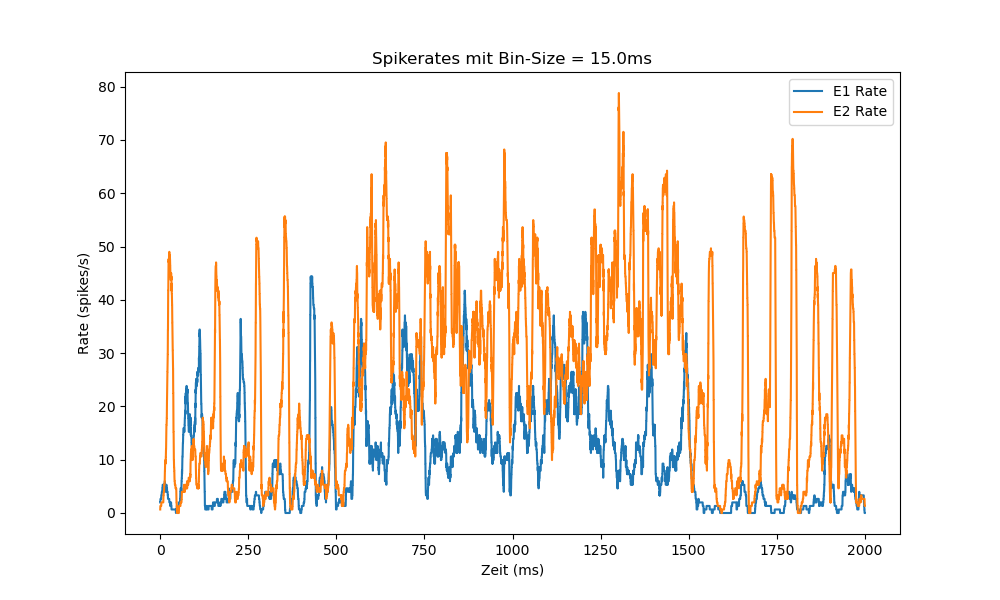 Spikerates mit Bin-Size = 15.0ms
E1 Rate
E2 Rate
Rate (spikes/s)
80
70
60
50
40
30
20
10
0
0 250 500 750 1000 1250 1500 1750 2000
Zeit (ms)